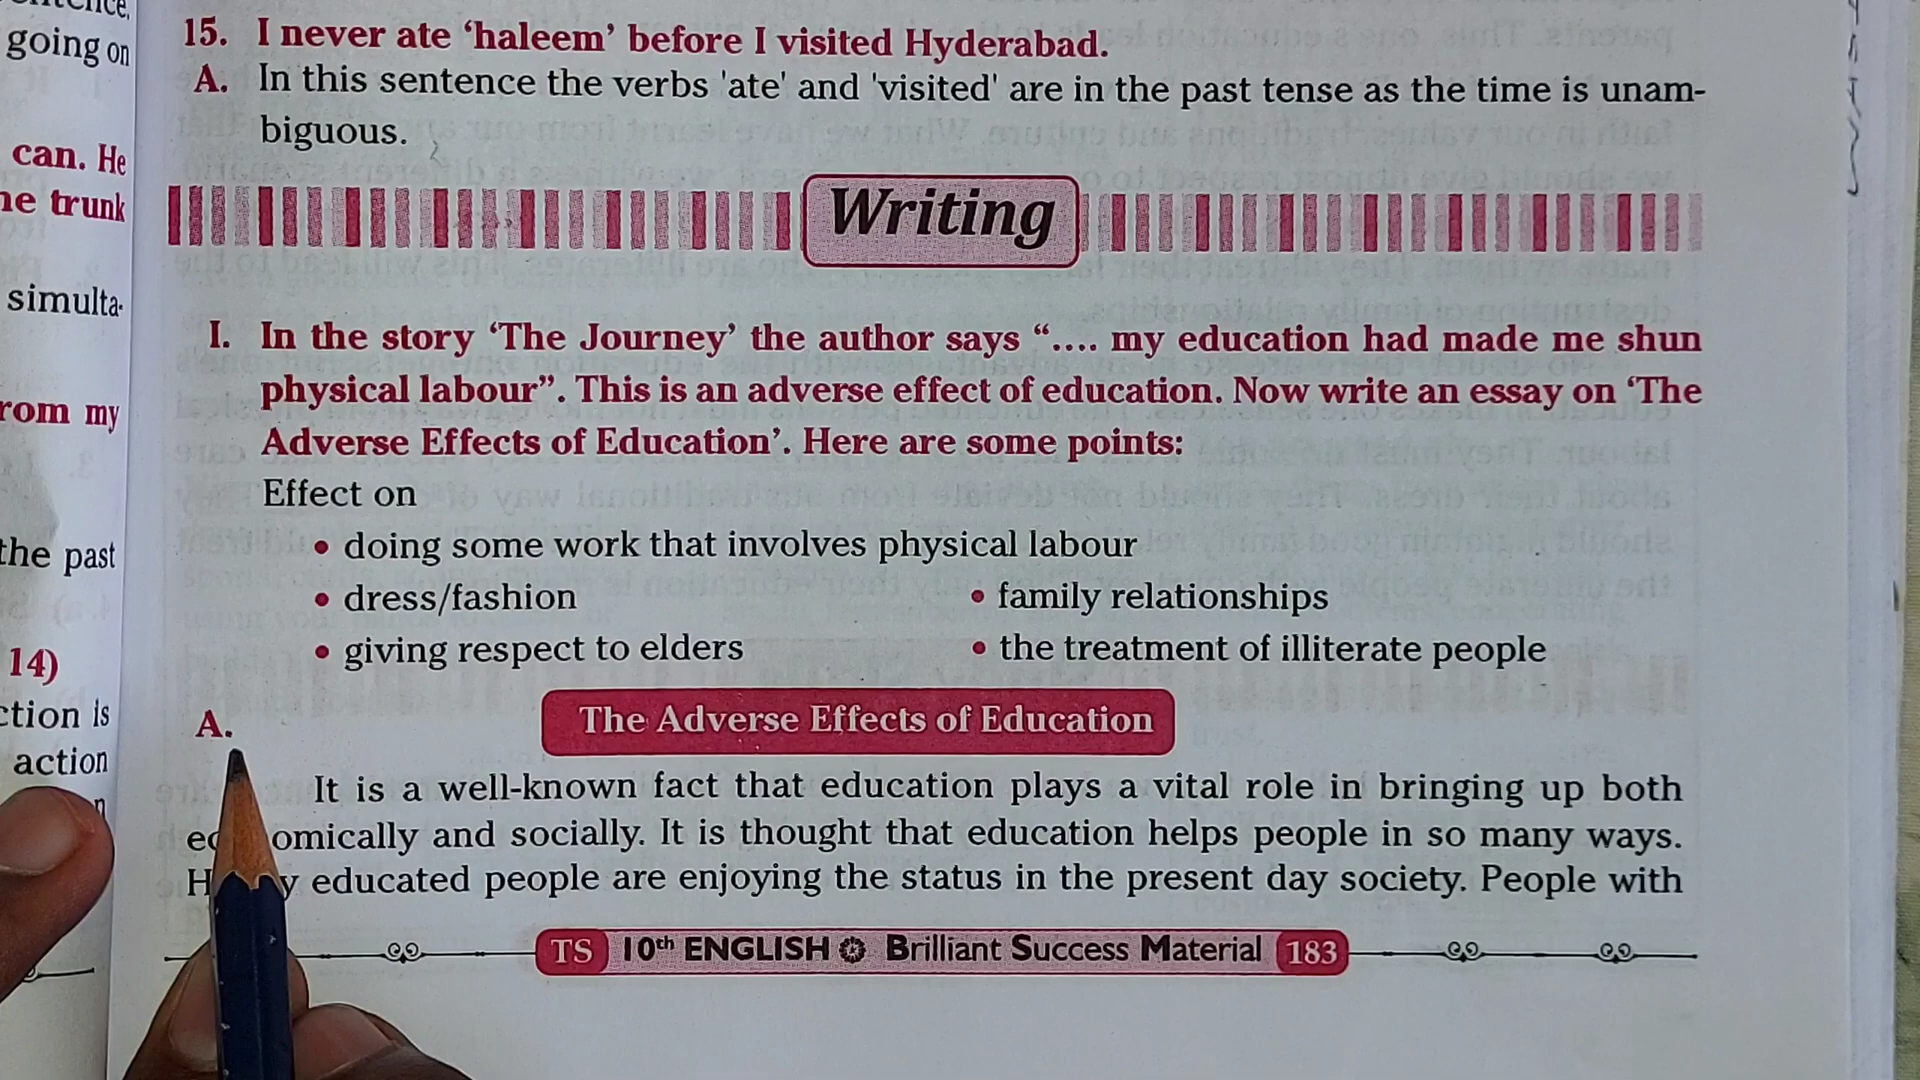 going on
can. He
he trunk
simulta-
rom my
the past
14)
ction is
action
15. I never ate ‘haleem’ before I visited Hyderabad.
A. In this sentence the verbs 'ate' and 'visited' are in the past tense as the time is unam-
biguous.
Writing
I. In the story ‘The Journey’ the author says “.... my education had made me shun
physical labour”. This is an adverse effect of education. Now write an essay on ‘The
Adverse Effects of Education’. Here are some points:
Effect on
• doing some work that involves physical labour
• dress/fashion • family relationships
• giving respect to elders • the treatment of illiterate people
A. The Adverse Effects of Education
It is a well-known fact that education plays a vital role in bringing up both
omically and socially. It is thought that education helps people in so many ways.
educated people are enjoying the status in the present day society. People with
TS 10th ENGLISH Brilliant Success Material 183